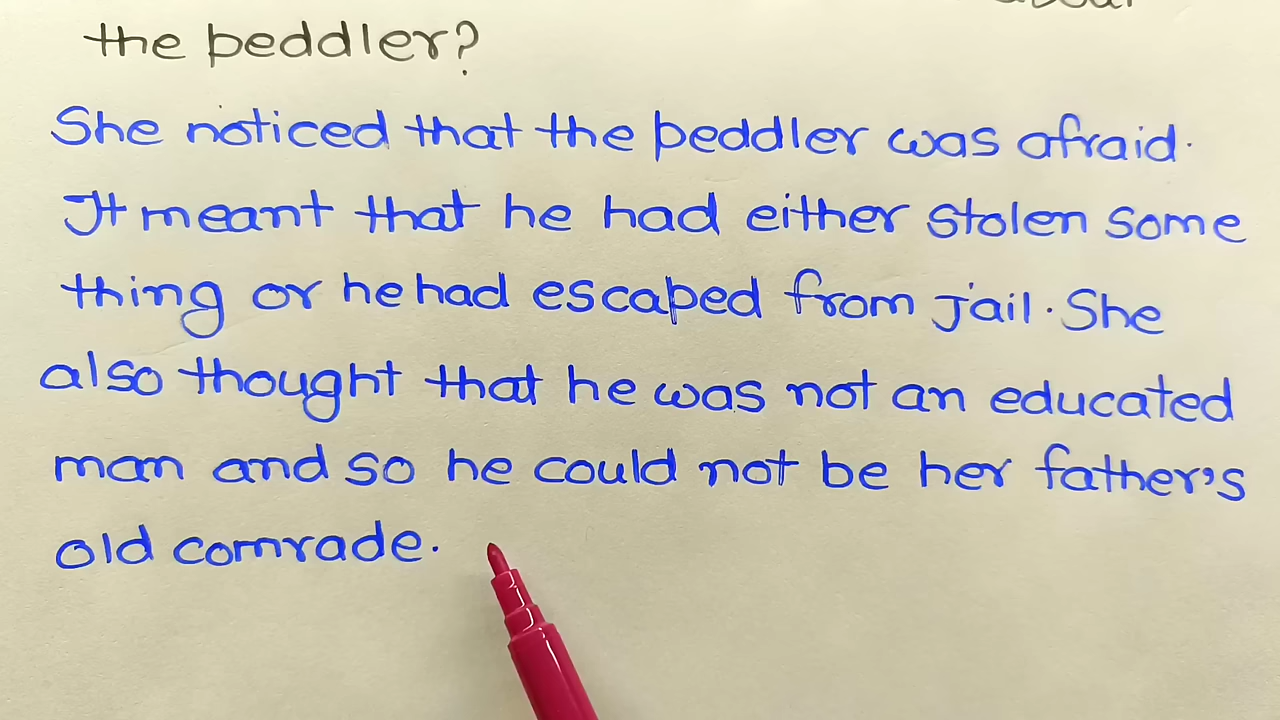 the peddler?
She noticed that the peddler was afraid.
It meant that he had either stolen some
thing or he had escaped from jail. She
also thought that he was not an educated
man and so he could not be her father's
old comrade.